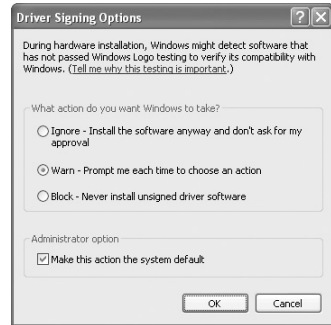 Driver Signing Options
During hardware installation, Windows might detect software that
has not passed Windows Logo testing to verify its compatibility with
Windows. (Tell me why this testing is important.)
What action do you want Windows to take?
Ignore - Install the software anyway and don't ask for my
approval
Warn - Prompt me each time to choose an action
Block - Never install unsigned driver software
Administrator option
Make this action the system default
OK Cancel